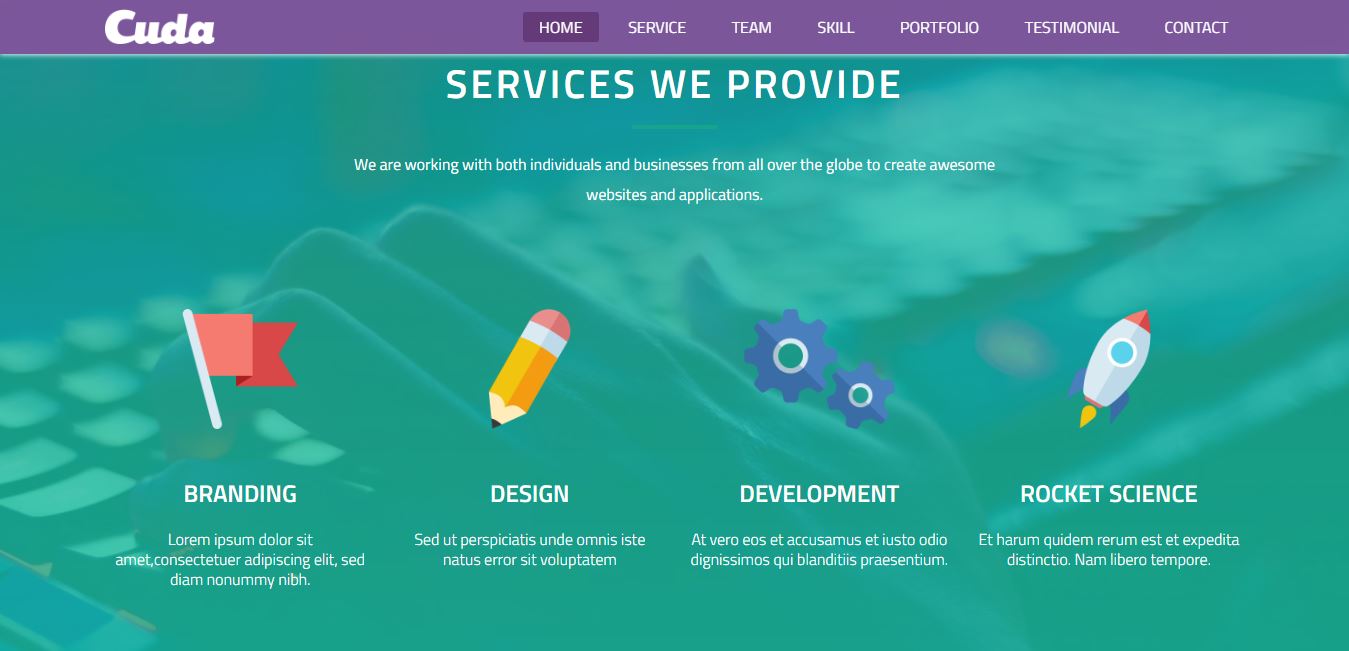 Cuda
HOME SERVICE TEAM SKILL PORTFOLIO TESTIMONIAL CONTACT
SERVICES WE PROVIDE
We are working with both individuals and businesses from all over the globe to create awesome
websites and applications.
BRANDING
Lorem ipsum dolor sit
amet,consectetuer adipiscing elit, sed
diam nonummy nibh.
DESIGN
Sed ut perspiciatis unde omnis iste
natus error sit voluptatem
DEVELOPMENT
At vero eos et accusamus et iusto odio
dignissimos qui blanditiis praesentium.
ROCKET SCIENCE
Et harum quidem rerum est et expedita
distinctio. Nam libero tempore.